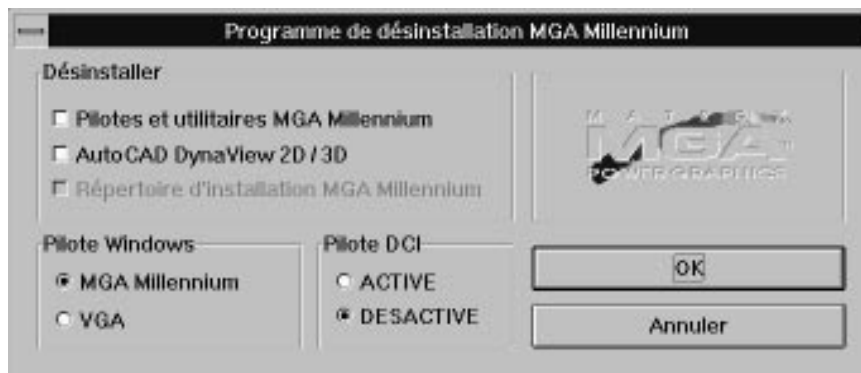 Programme de désinstallation MGA Millennium
Désinstaller
Pilotes et utilitaires MGA Millennium
AutoCAD DynaView 2D / 3D
Répertoire d'installation MGA Millennium
MATROX
MGA
POWER GRAPHICS
Pilote Windows
MGA Millennium
VGA
Pilote DCI
ACTIVE
DESACTIVE
OK
Annuler